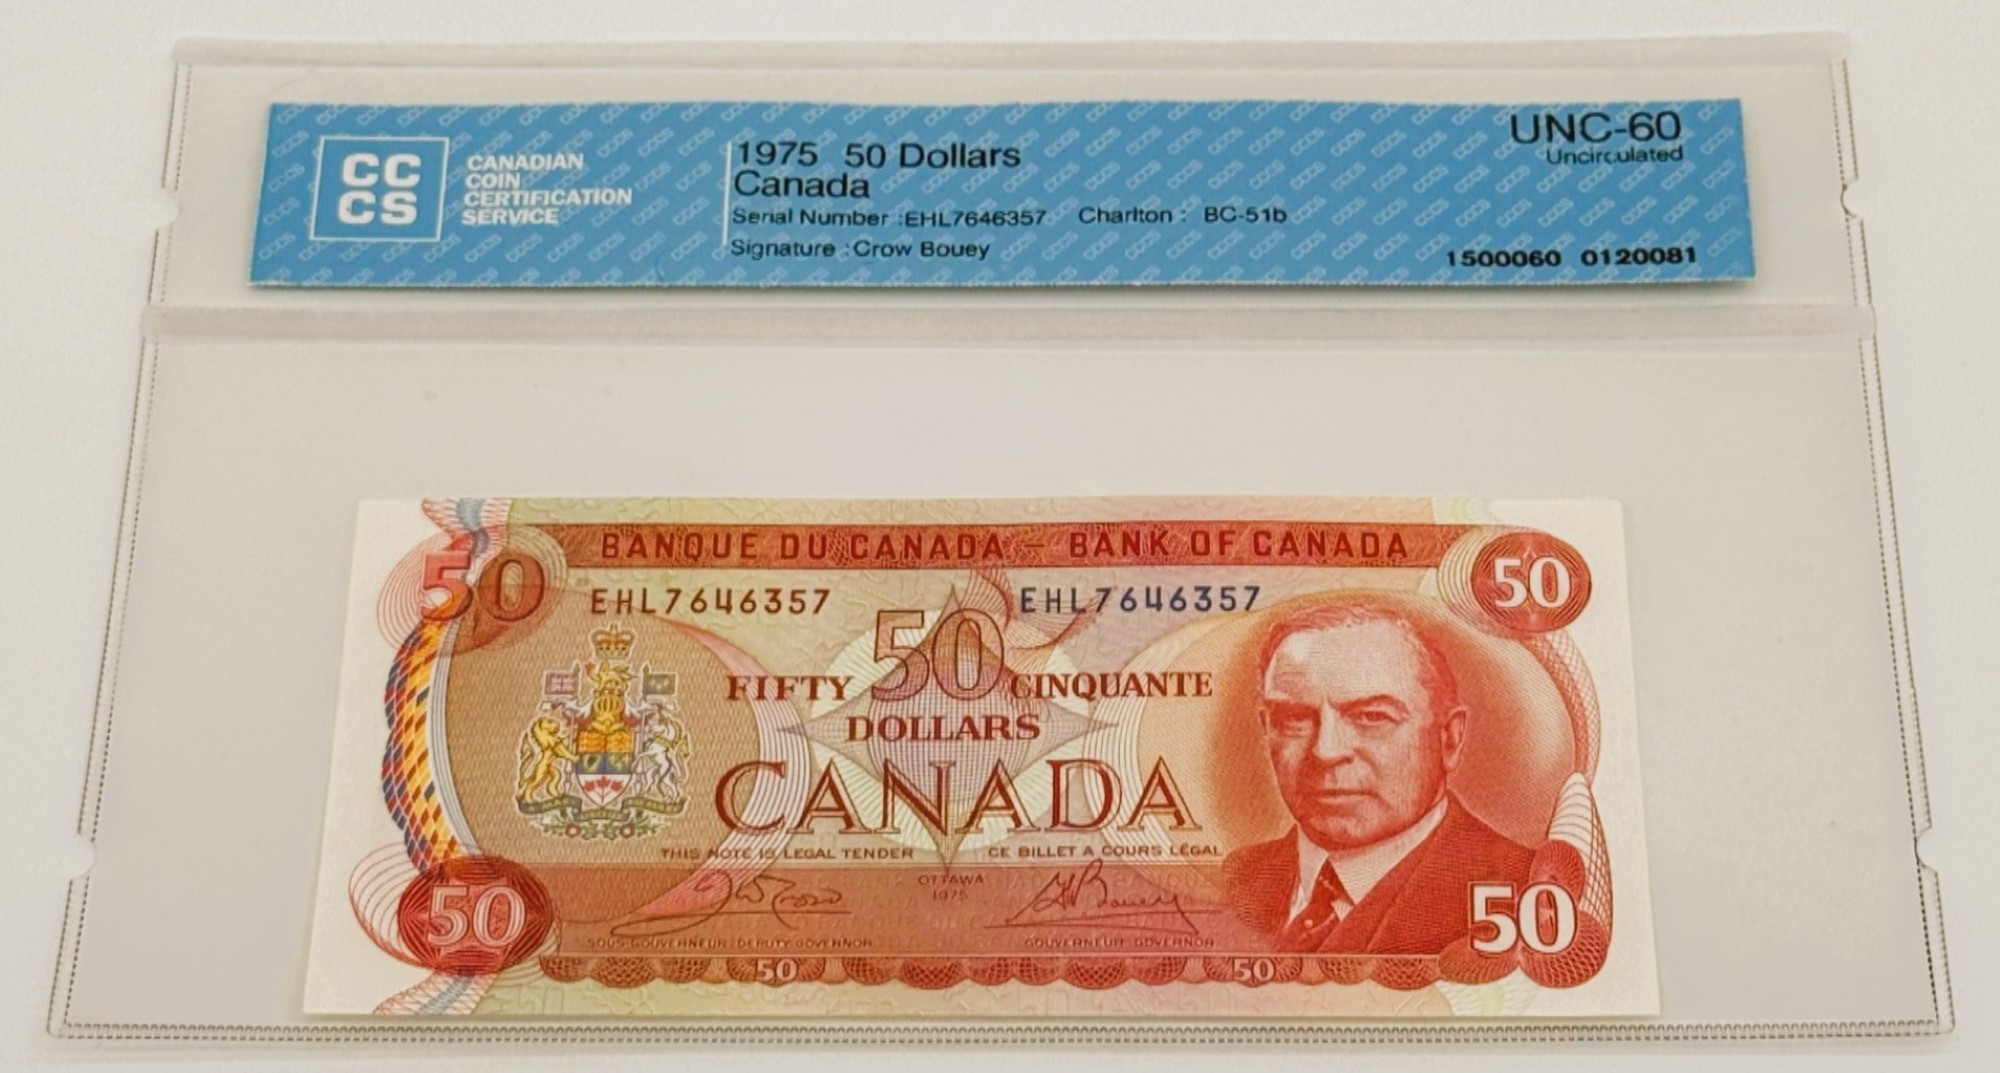 CC
CS
CANADIAN
COIN
CERTIFICATION
SERVICE
1975 50 Dollars
Canada
Serial Number :EHL7646357 Charlton : BC-51b
Signature : Crow Bouey
UNC-60
Uncirculated
1500060 0120081
BANQUE DU CANADA – BANK OF CANADA
50 50
EHL7646357 EHL7646357
50
FIFTY CINQUANTE
DOLLARS
CANADA
THIS NOTE IS LEGAL TENDER CE BILLET A COURS LÉGAL
OTTAWA
1975
50 50
SOUS-GOUVERNEUR DEPUTY GOVERNOR GOUVERNEUR GOVERNOR
50 50